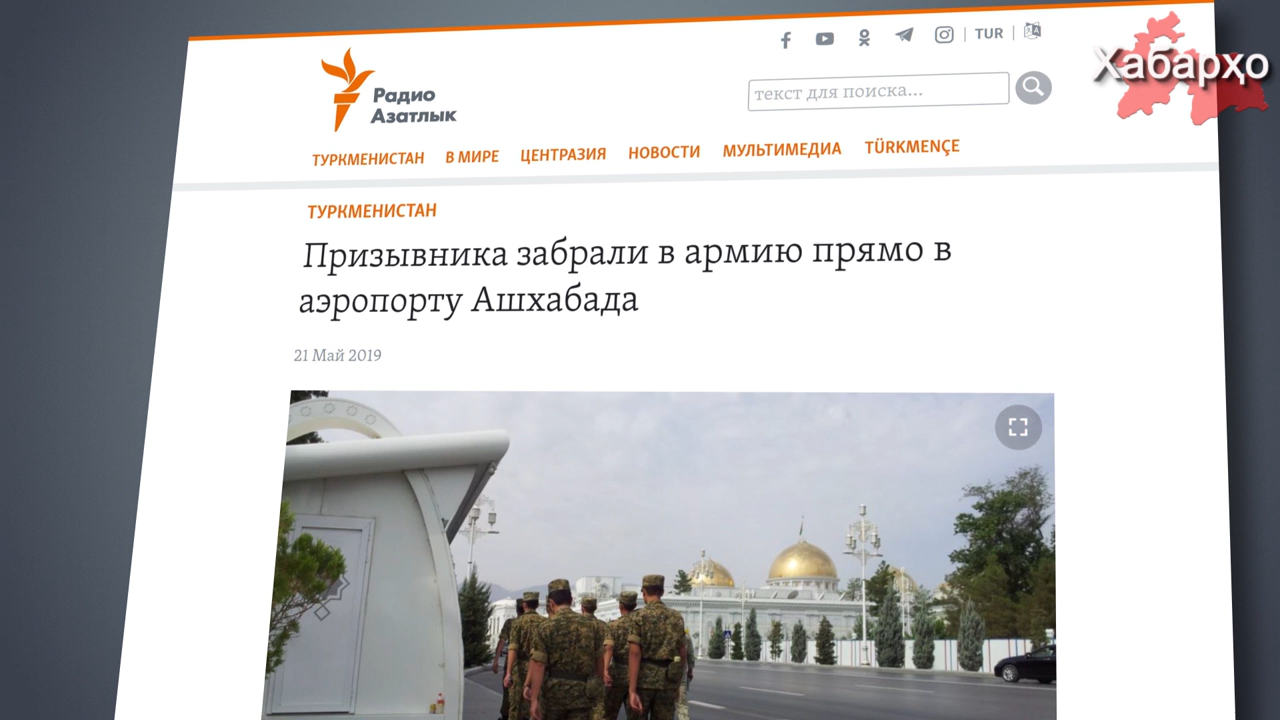 Хабарҳо
TUR
Радио
Азатлык
текст для поиска...
ТУРКМЕНИСТАН В МИРЕ ЦЕНТРАЗИЯ НОВОСТИ МУЛЬТИМЕДИА TÜRKMENÇE
ТУРКМЕНИСТАН
Призывника забрали в армию прямо в
аэропорту Ашхабада
21 Май 2019